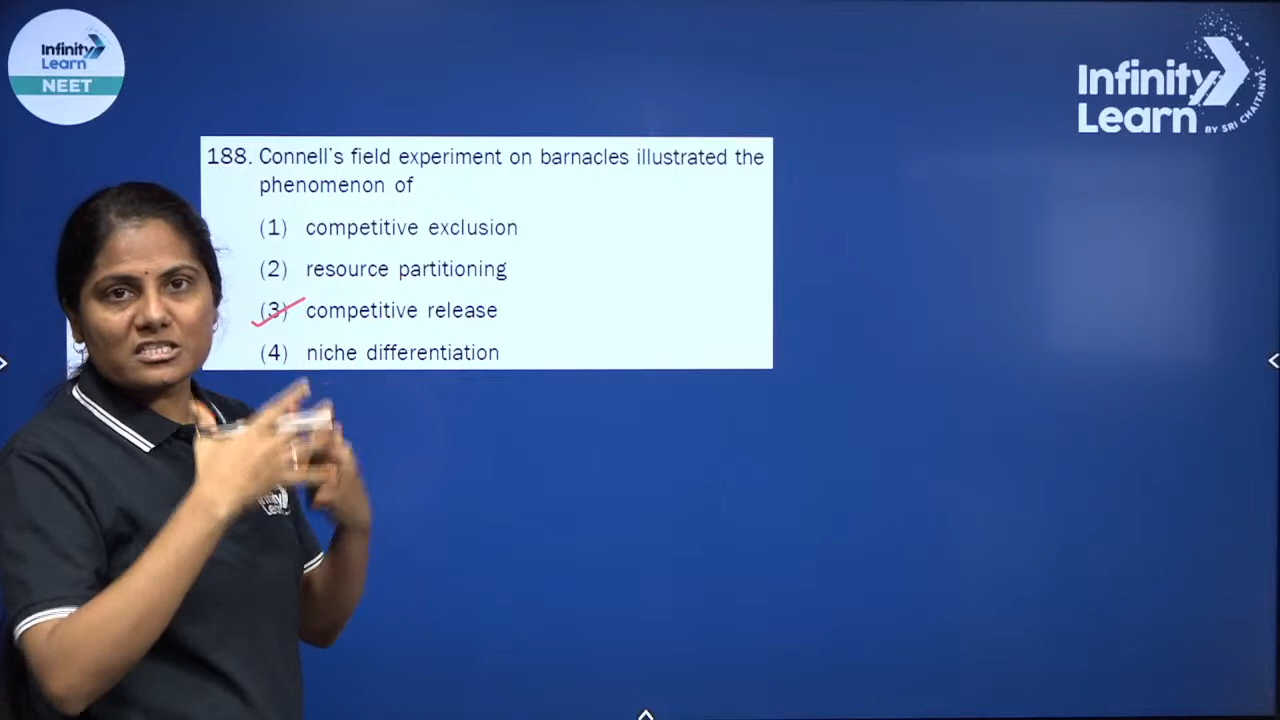 Infinity
Learn
NEET
Infinity
Learn
BY SRI CHAITANYA
188. Connell's field experiment on barnacles illustrated the
phenomenon of
(1) competitive exclusion
(2) resource partitioning
(3) competitive release
(4) niche differentiation